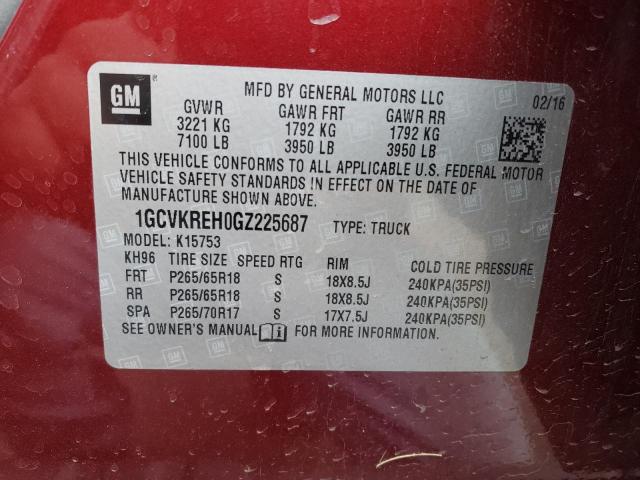 GM
MFD BY GENERAL MOTORS LLC
02/16
GVWR GAWR FRT GAWR RR
3221 KG 1792 KG 1792 KG
7100 LB 3950 LB 3950 LB
THIS VEHICLE CONFORMS TO ALL APPLICABLE U.S. FEDERAL MOTOR
VEHICLE SAFETY STANDARDS IN EFFECT ON THE DATE OF
MANUFACTURE SHOWN ABOVE.
1GCVKREH0GZ225687 TYPE: TRUCK
MODEL: K15753
KH96 TIRE SIZE SPEED RTG RIM COLD TIRE PRESSURE
FRT P265/65R18 S 18X8.5J 240KPA(35PSI)
RR P265/65R18 S 18X8.5J 240KPA(35PSI)
SPA P265/70R17 S 17X7.5J 240KPA(35PSI)
SEE OWNER'S MANUAL FOR MORE INFORMATION.